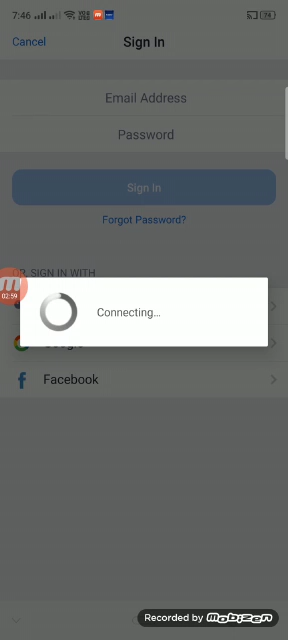 7:46
Cancel
Sign In
Email Address
Password
Sign In
Forgot Password?
OR, SIGN IN WITH
02:59
Connecting...
Google
Facebook
Recorded by Mobizen